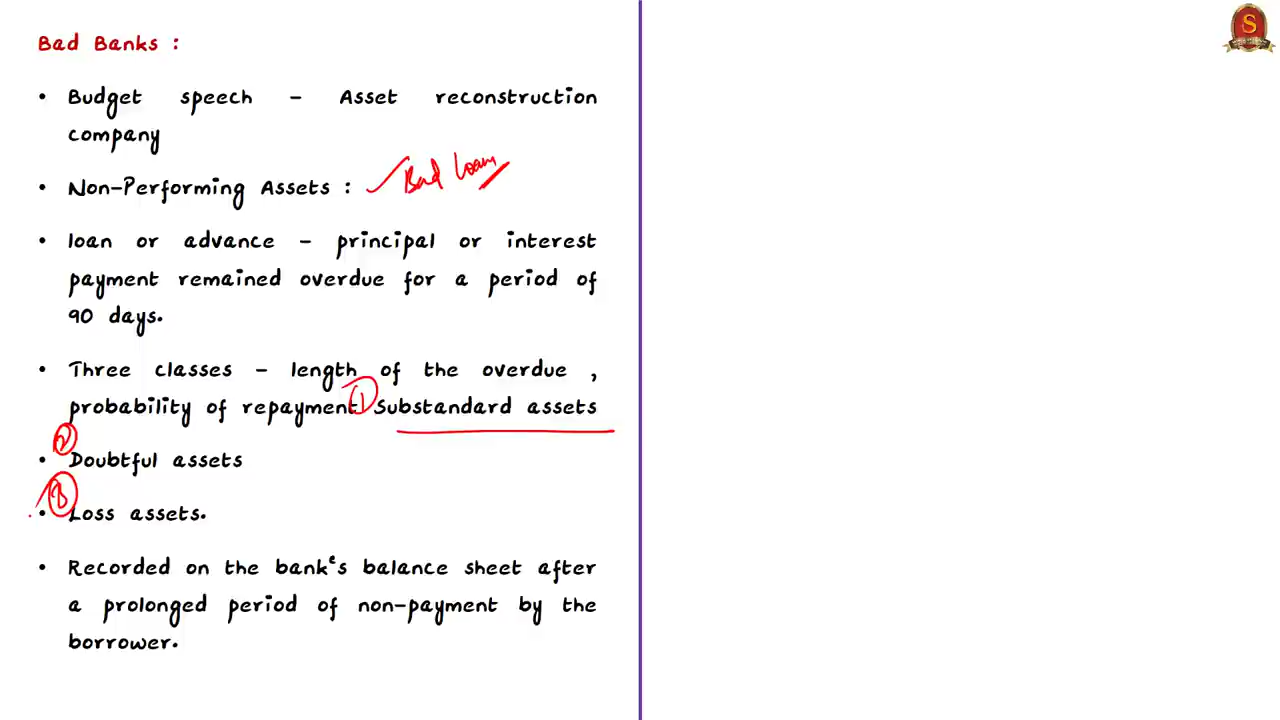 Bad Banks :
• Budget speech – Asset reconstruction
company
• Non-Performing Assets : Bad Loans
• loan or advance – principal or interest
payment remained overdue for a period of
90 days.
• Three classes – length of the overdue ,
probability of repayment ① Substandard assets
②
• Doubtful assets
③
• Loss assets.
• Recorded on the bank's balance sheet after
a prolonged period of non-payment by the
borrower.
S